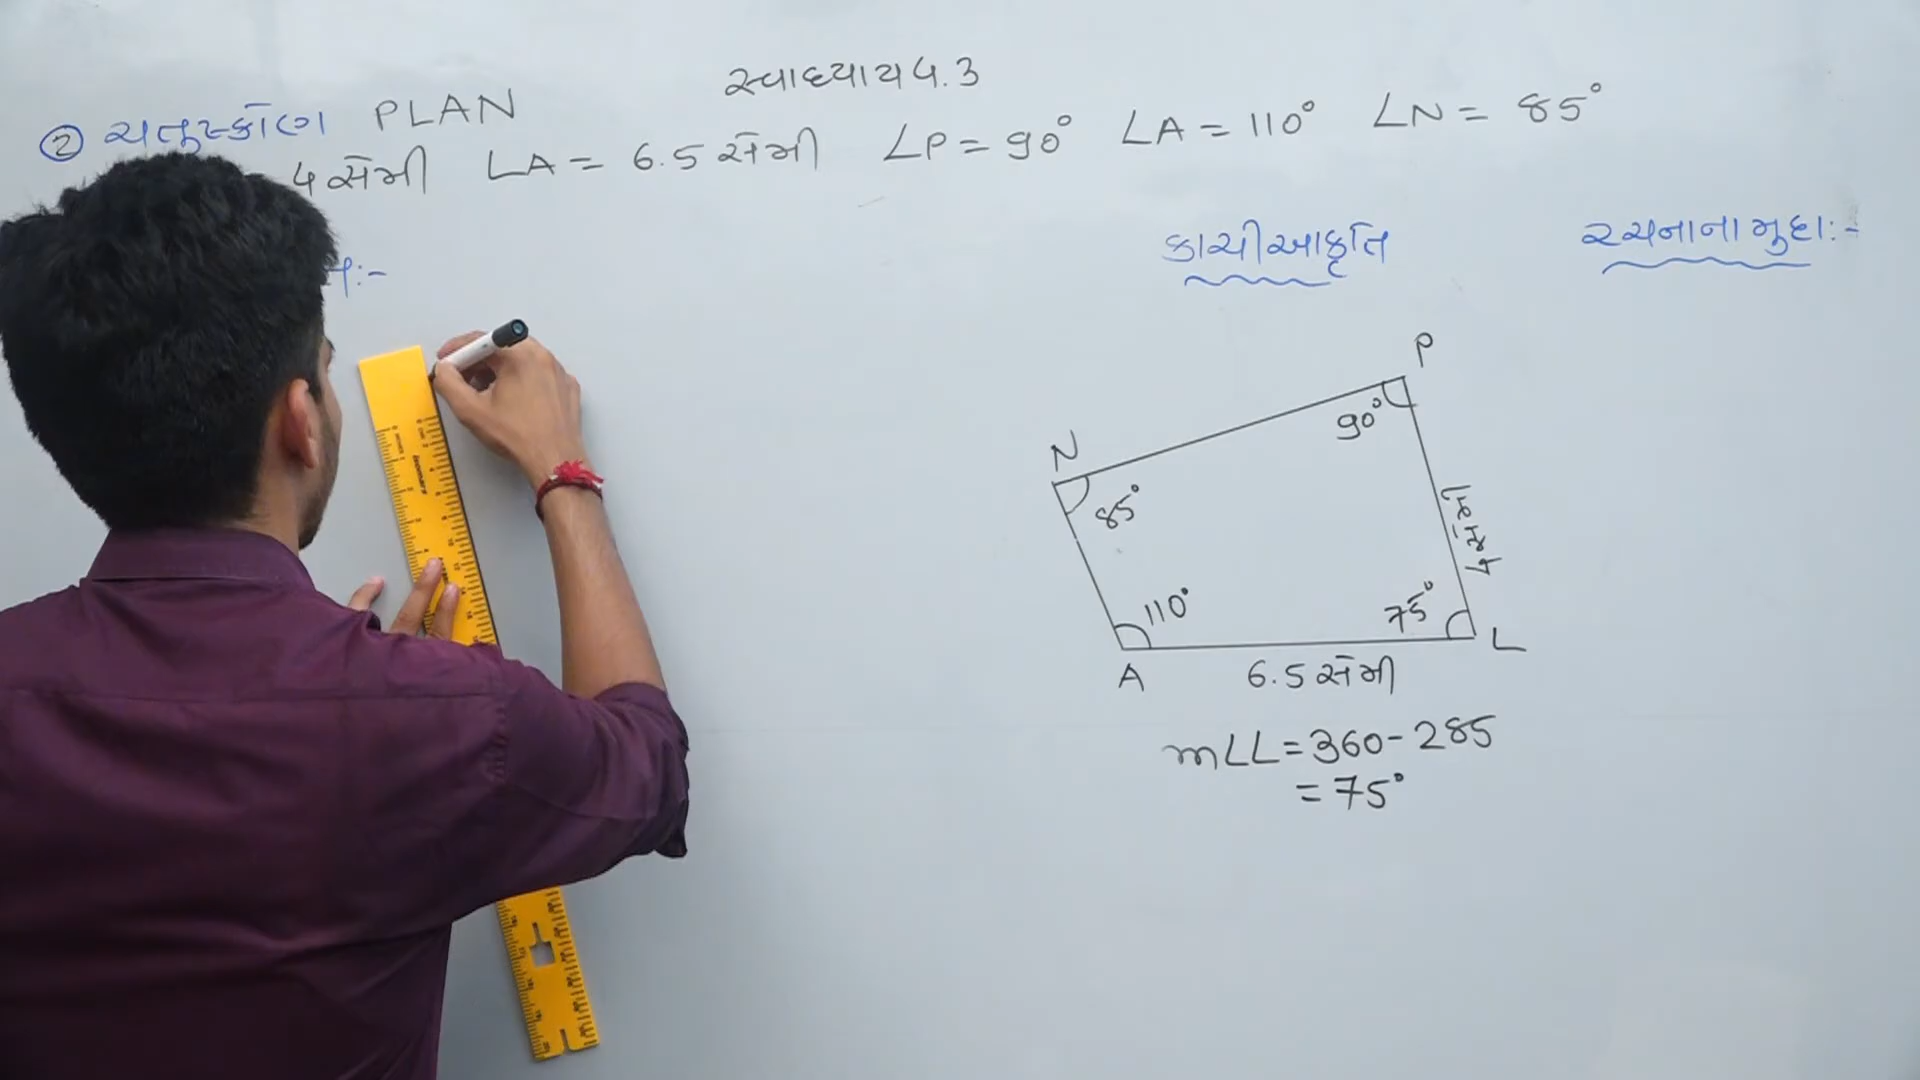 સ્વાધ્યાય 4.3
② ચતુષ્કોણ PLAN
4 સેમી LA = 6.5 સેમી ∠P = 90° ∠A = 110° ∠N = 85°
કાચી આકૃતિ
રચનાના મુદ્દા:-
P
90°
N
85°
4 સેમી
110°
75°
A
L
6.5 સેમી
m∠L = 360 - 285
= 75°